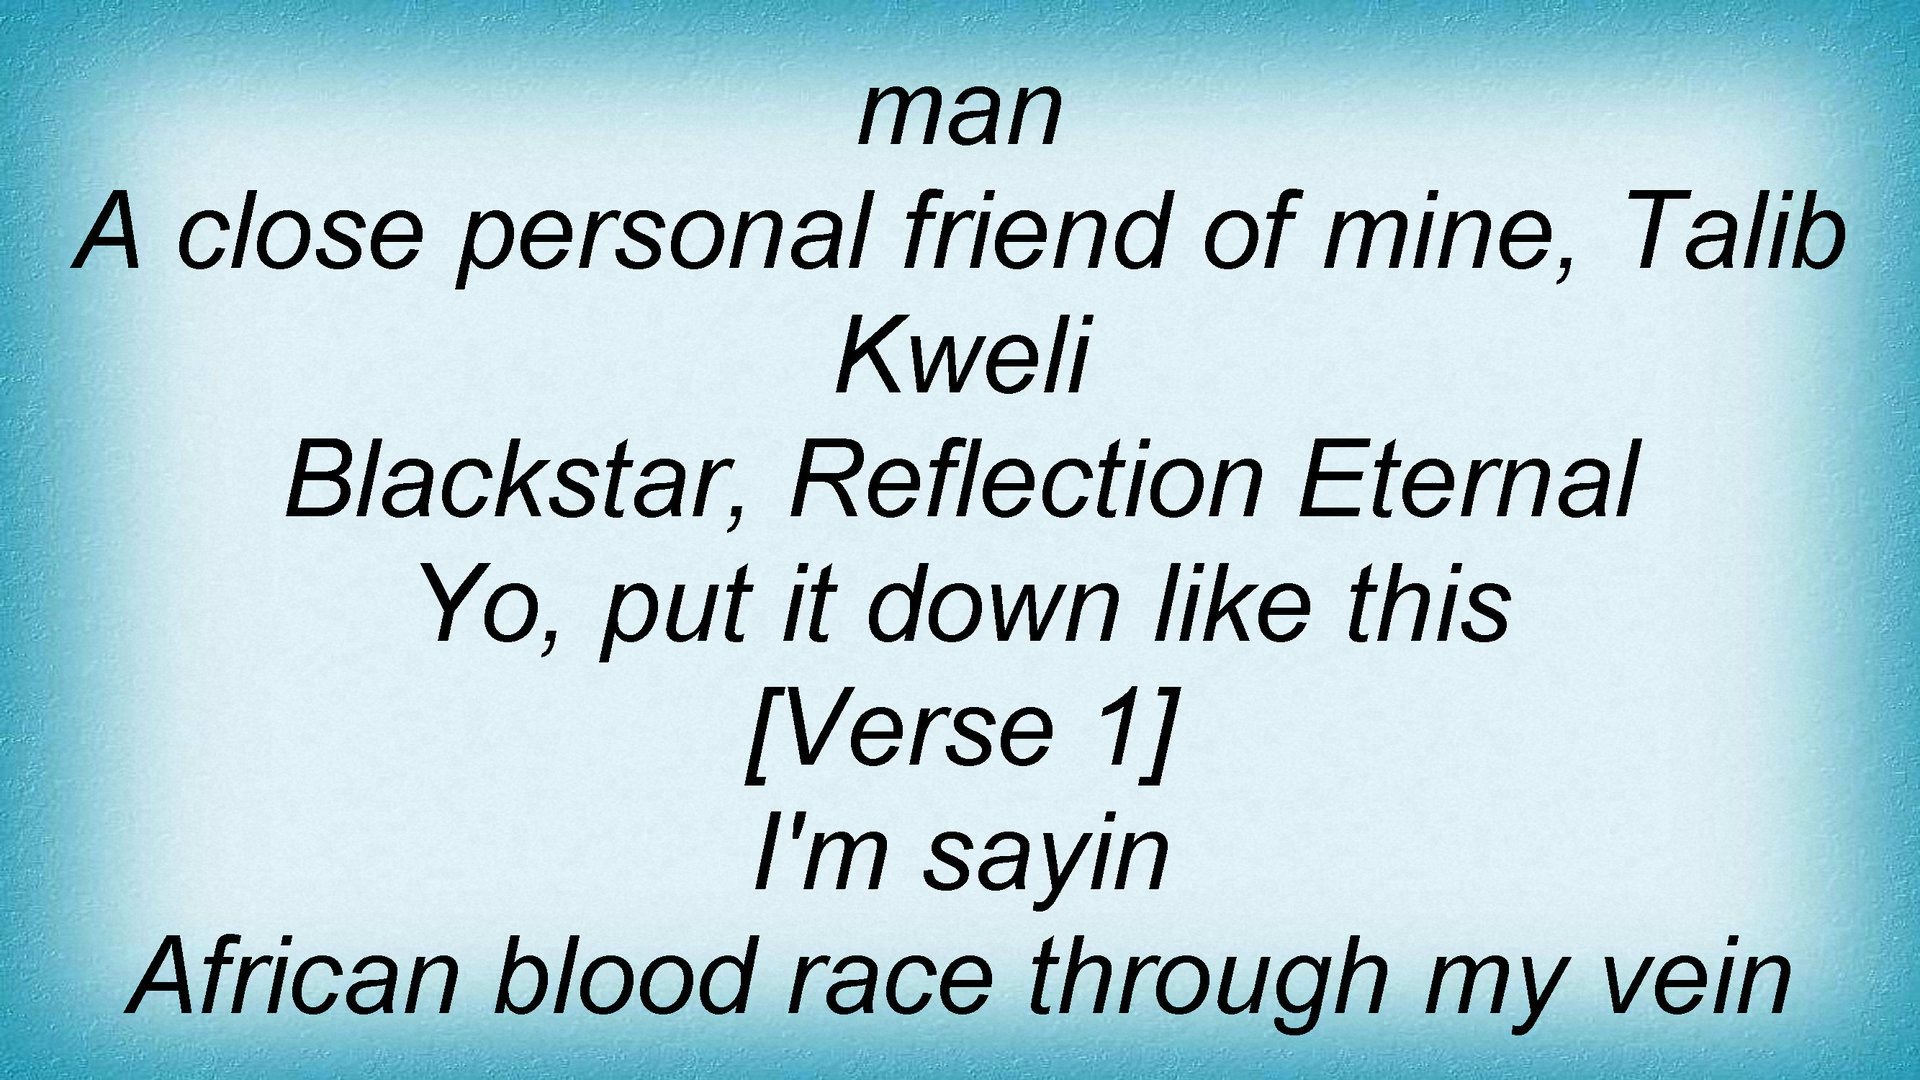 man
A close personal friend of mine, Talib
Kweli
Blackstar, Reflection Eternal
Yo, put it down like this
[Verse 1]
I'm sayin
African blood race through my vein